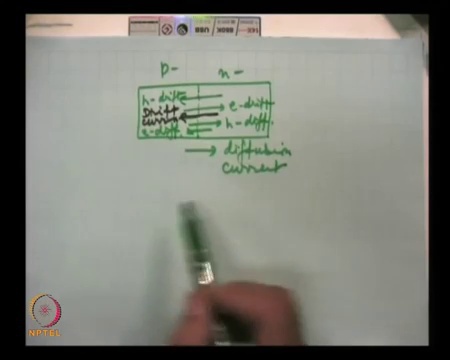 p- n-
h-drift
e-drift
Drift
current
h-diff.
e-diff.
diffusion
current
NPTEL